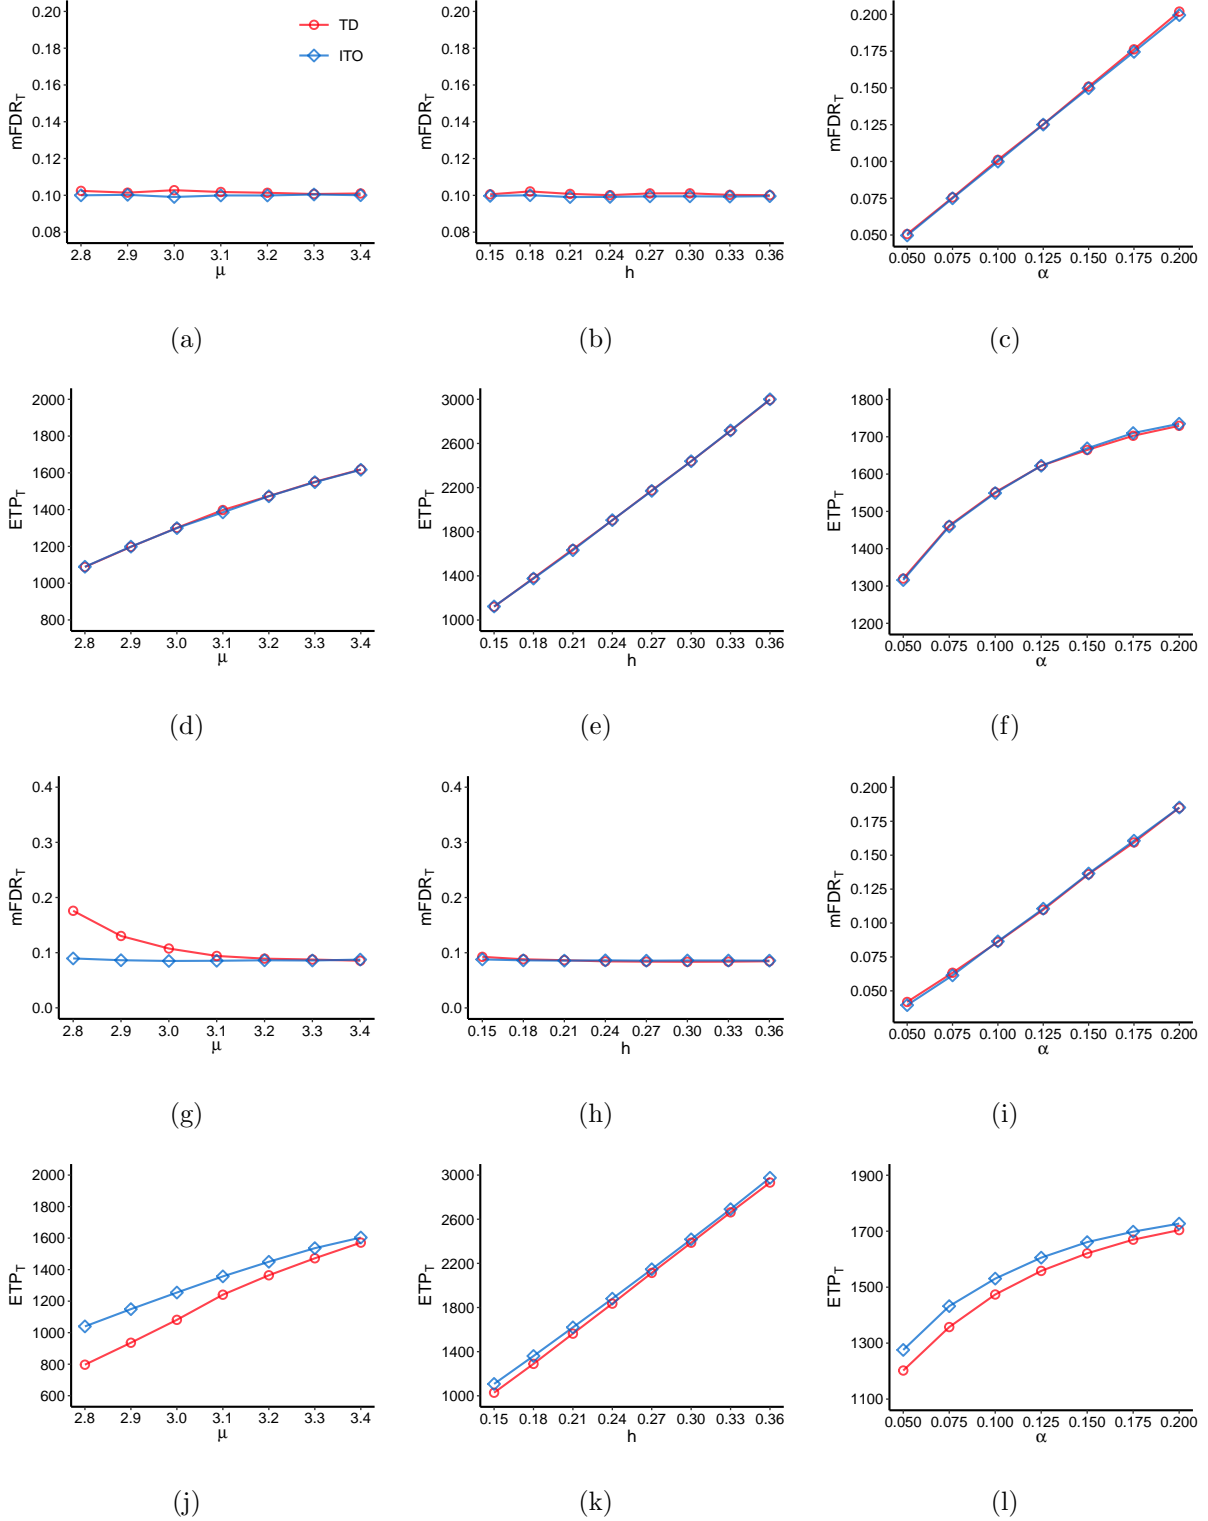 0.20
0.18
0.16
0.14
0.12
0.10
0.08
mFDR_T
2.8 2.9 3.0 3.1 3.2 3.3 3.4
μ
TD
ITO
(a)
0.20
0.18
0.16
0.14
0.12
0.10
0.08
mFDR_T
0.15 0.18 0.21 0.24 0.27 0.30 0.33 0.36
h
(b)
0.200
0.175
0.150
0.125
0.100
0.075
0.050
mFDR_T
0.050 0.075 0.100 0.125 0.150 0.175 0.200
α
(c)
2000
1800
1600
1400
1200
1000
800
ETP_T
2.8 2.9 3.0 3.1 3.2 3.3 3.4
μ
(d)
3000
2600
2200
1800
1400
1000
ETP_T
0.15 0.18 0.21 0.24 0.27 0.30 0.33 0.36
h
(e)
1800
1700
1600
1500
1400
1300
1200
ETP_T
0.050 0.075 0.100 0.125 0.150 0.175 0.200
α
(f)
0.4
0.3
0.2
0.1
0.0
mFDR_T
2.8 2.9 3.0 3.1 3.2 3.3 3.4
μ
(g)
0.4
0.3
0.2
0.1
0.0
mFDR_T
0.15 0.18 0.21 0.24 0.27 0.30 0.33 0.36
h
(h)
0.200
0.175
0.150
0.125
0.100
0.075
0.050
mFDR_T
0.050 0.075 0.100 0.125 0.150 0.175 0.200
α
(i)
2000
1800
1600
1400
1200
1000
800
600
ETP_T
2.8 2.9 3.0 3.1 3.2 3.3 3.4
μ
(j)
3000
2600
2200
1800
1400
1000
ETP_T
0.15 0.18 0.21 0.24 0.27 0.30 0.33 0.36
h
(k)
1900
1700
1500
1300
1100
ETP_T
0.050 0.075 0.100 0.125 0.150 0.175 0.200
α
(l)